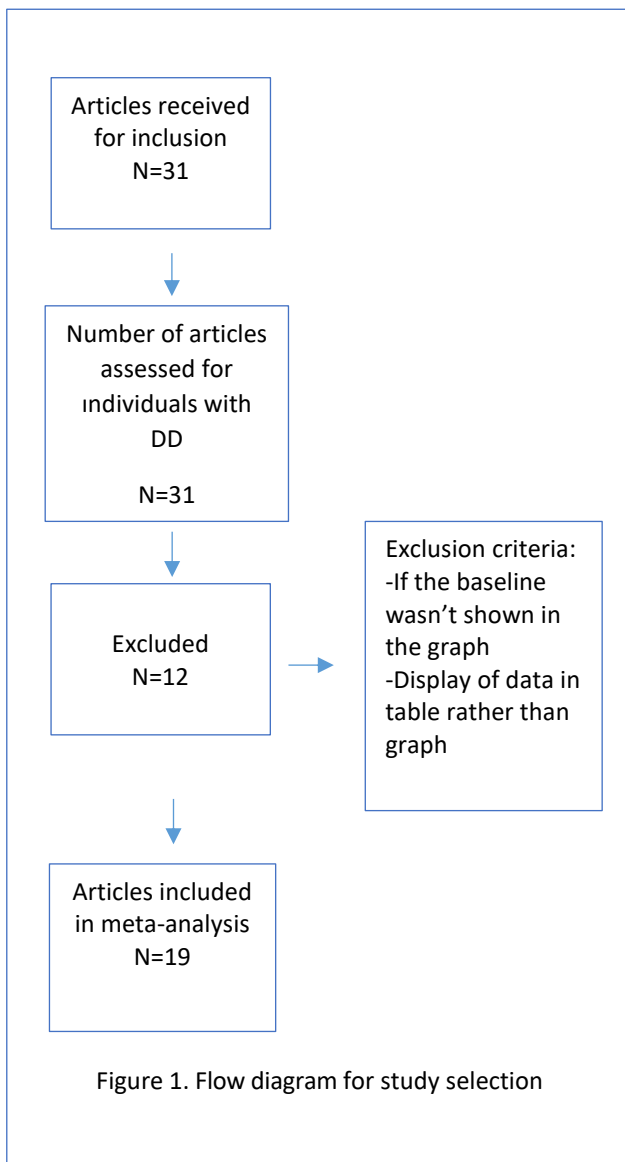 Articles received
for inclusion
N=31
Number of articles
assessed for
ındividuals with
DD
N=31
Excluded
N=12
Exclusion criteria:
-If the baseline
wasn’t shown in
the graph
-Display of data in
table rather than
graph
Articles included
in meta-analysis
N=19
Figure 1. Flow diagram for study selection